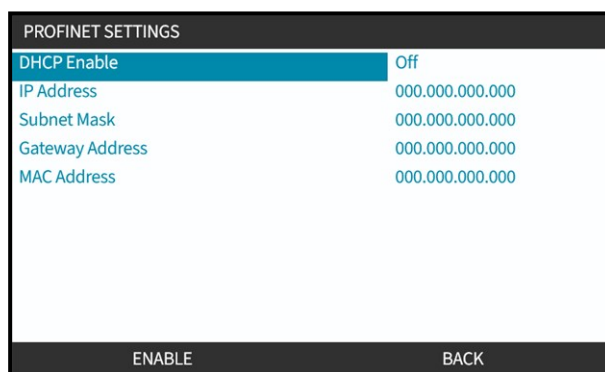 PROFINET SETTINGS
DHCP Enable Off
IP Address 000.000.000.000
Subnet Mask 000.000.000.000
Gateway Address 000.000.000.000
MAC Address 000.000.000.000
ENABLE BACK